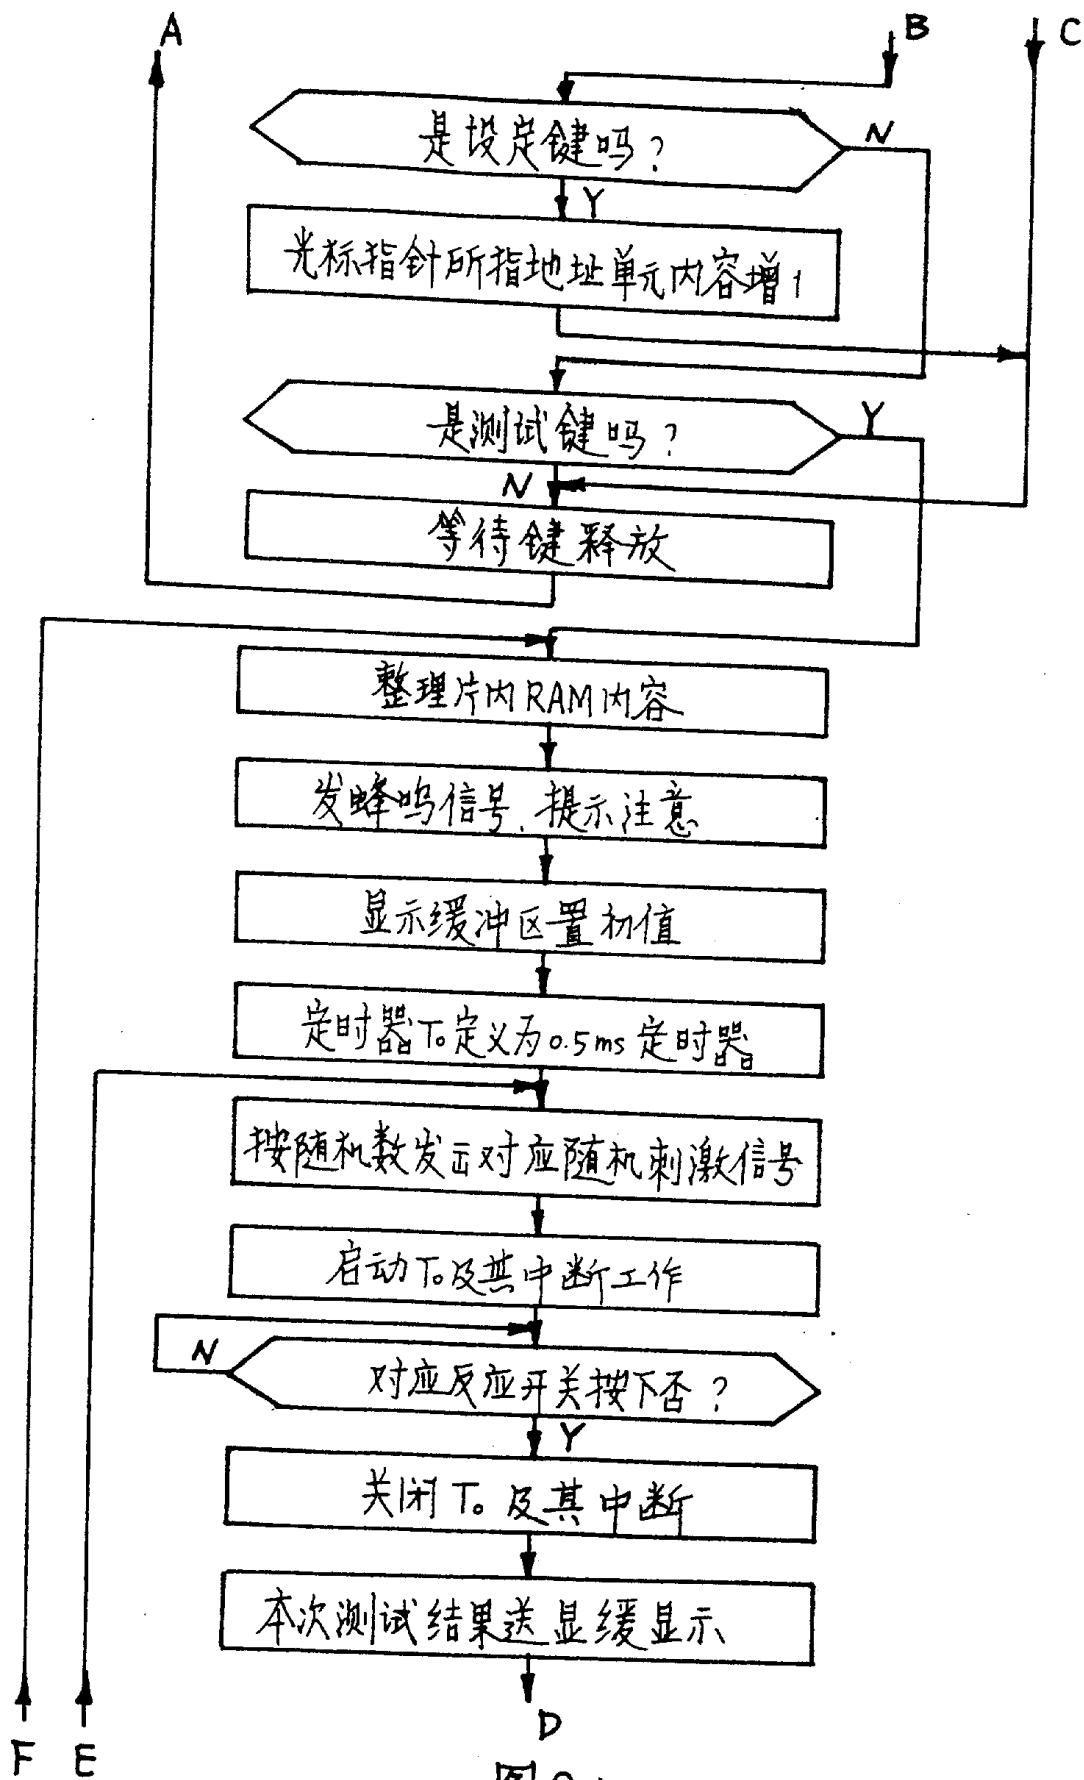 A
B
C
是设定键吗?
N
Y
光标指针所指地址单元内容增1
是测试键吗?
Y
N
等待键释放
整理片内RAM内容
发蜂鸣信号、提示注意
显示缓冲区置初值
定时器T₀定义为0.5ms定时器
按随机数发出对应随机刺激信号
启动T₀及其中断工作
N
对应反应开关按下否?
Y
关闭T₀及其中断
本次测试结果送显缓显示
D
F
E
图